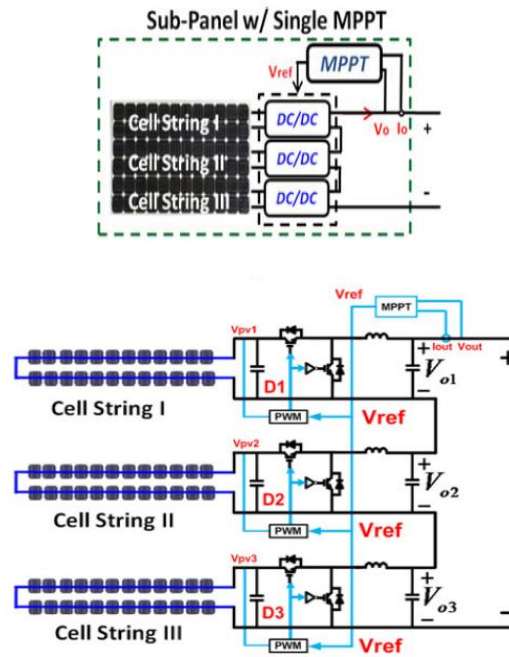 Sub-Panel w/ Single MPPT
MPPT
Vref
Cell String I
DC/DC
Vo Io
+
Cell String II
DC/DC
Cell String III
DC/DC
-
Vref
MPPT
Vpv1
Iout Vout
+
+
D1
Vo1
-
PWM
Vref
Cell String I
Vpv2
+
D2
Vo2
-
PWM
Vref
Cell String II
Vpv3
+
D3
Vo3
-
-
PWM
Vref
Cell String III